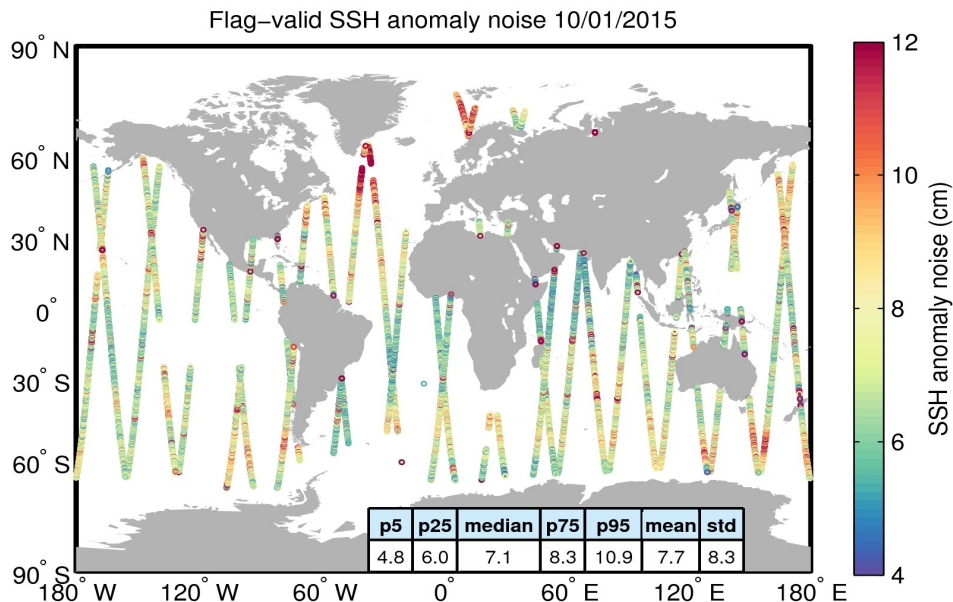 Flag−valid SSH anomaly noise 10/01/2015
90° N
60° N
30° N
0°
30° S
60° S
90° S
180° W
120° W
60° W
0°
60° E
120° E
180° E
p5 p25 median p75 p95 mean std
4.8 6.0 7.1 8.3 10.9 7.7 8.3
12
10
8
6
4
SSH anomaly noise (cm)